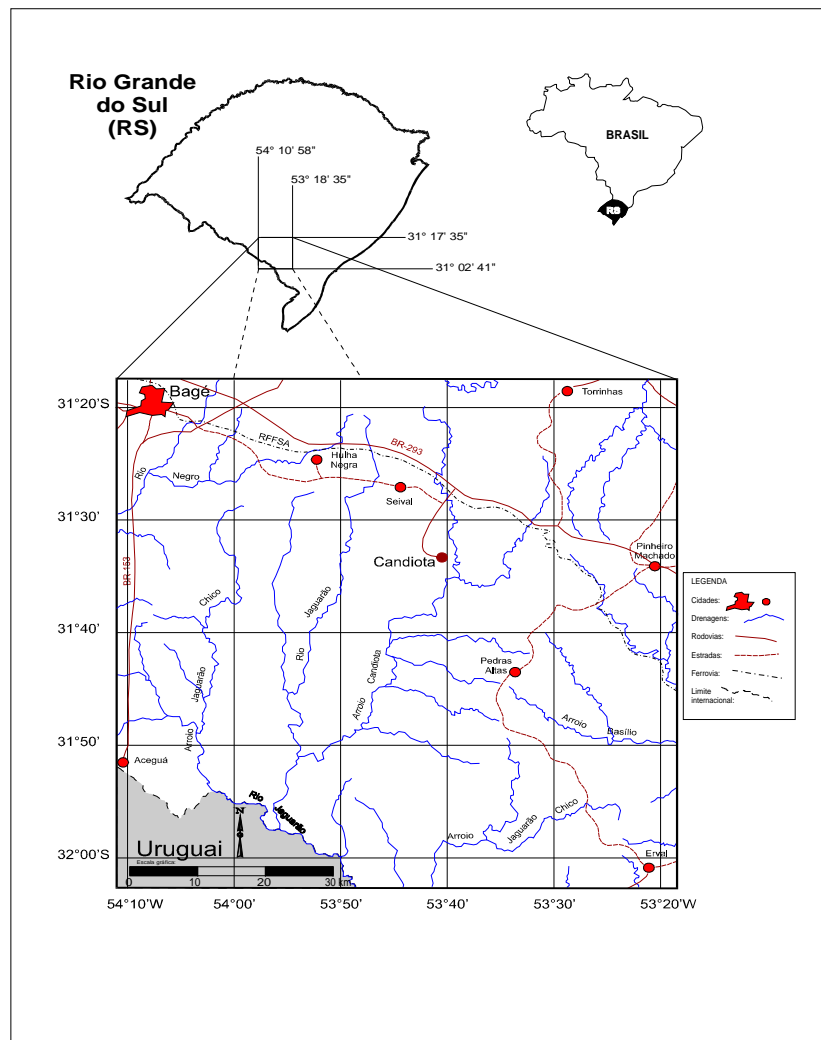 Rio Grande
do Sul
(RS)
54° 10' 58"
53° 18' 35"
31° 17' 35"
31° 02' 41"
BRASIL
RS
31°20'S
31°30'
31°40'
31°50'
32°00'S
54°10'W
54°00'
53°50'
53°40'
53°30'
53°20'W
Bagé
Torrinhas
RFFSA
BR-293
Hulha
Negra
Rio
Negro
Seival
Candiota
Pinheiro
Machado
BR-153
Chico
Jaguarão
Arroio
Jaguarão
Rio
Candiota
Arroio
Pedras
Altas
Arroio
Basílio
Aceguá
Rio
Jaguarão
Arroio
Jaguarão
Chico
Erval
N
Uruguai
Escala gráfica:
0 10 20 30 km
LEGENDA
Cidades:
Drenagens:
Rodovias:
Estradas:
Ferrovia:
Limite
internacional: